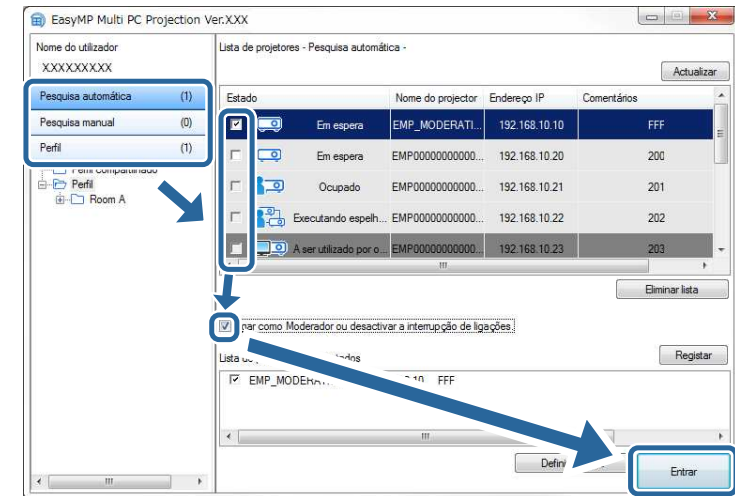 EasyMP Multi PC Projection Ver.XXX
Nome do utilizador
XXXXXXXXX
Pesquisa automática (1)
Pesquisa manual (0)
Perfil (1)
Perfil compartilhado
Perfil
Room A
Lista de projetores - Pesquisa automática -
Actualizar
Estado Nome do projector Endereço IP Comentários
Em espera EMP_MODERATI... 192.168.10.10 FFF
Em espera EMP00000000000... 192.168.10.20 200
Ocupado EMP00000000000... 192.168.10.21 201
Executando espelh... EMP00000000000... 192.168.10.22 202
A ser utilizado por o... EMP00000000000... 192.168.10.23 203
Eliminar lista
como Moderador ou desactivar a interrupção de ligações.
Lista
Registar
EMP_MODERAT 10 FFF
Entrar